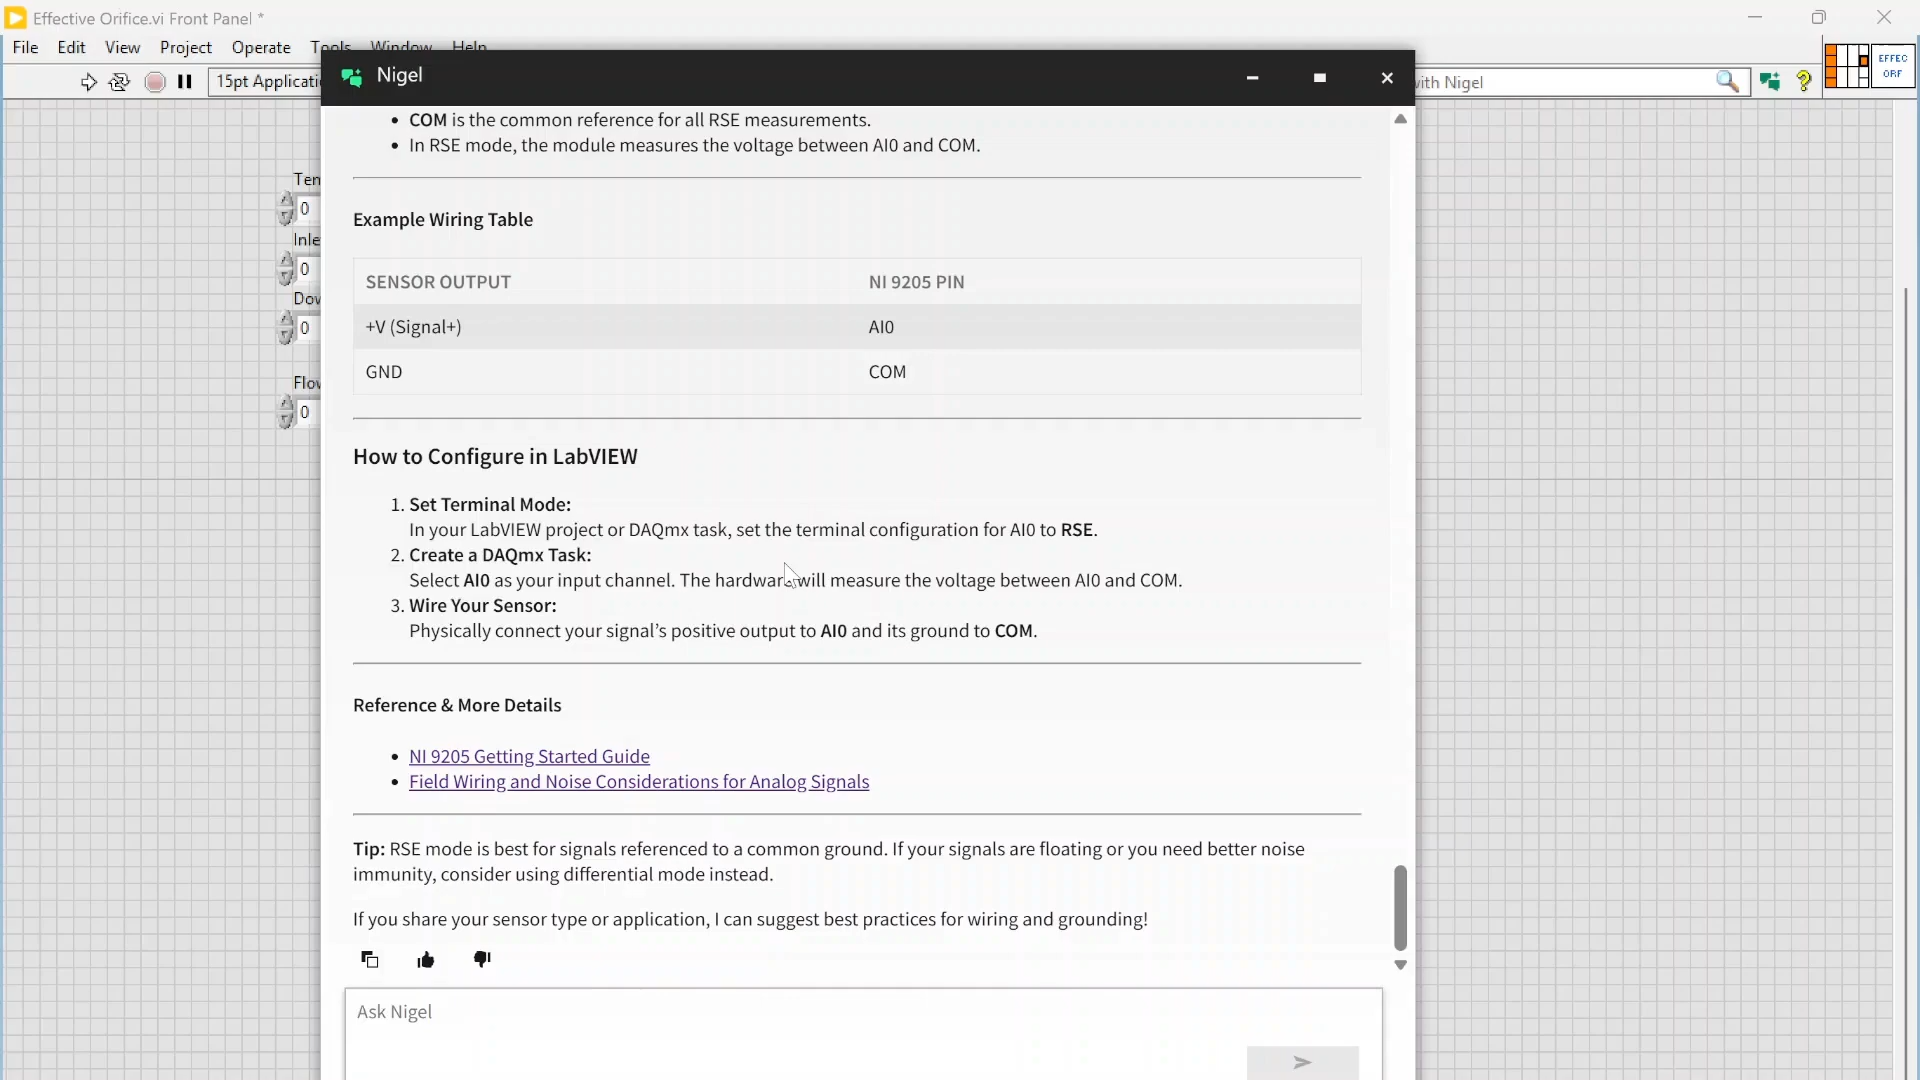 Effective Orifice.vi Front Panel *
File Edit View Project Operate Tools Window Help
15pt Applicati
with Nigel
EFFEC
ORF
Nigel
Ten
0
Inle
0
Dov
0
Flov
0
• COM is the common reference for all RSE measurements.
• In RSE mode, the module measures the voltage between AI0 and COM.
Example Wiring Table
SENSOR OUTPUT NI 9205 PIN
+V (Signal+) AI0
GND COM
How to Configure in LabVIEW
1. Set Terminal Mode:
In your LabVIEW project or DAQmx task, set the terminal configuration for AI0 to RSE.
2. Create a DAQmx Task:
Select AI0 as your input channel. The hardware will measure the voltage between AI0 and COM.
3. Wire Your Sensor:
Physically connect your signal's positive output to AI0 and its ground to COM.
Reference & More Details
• NI 9205 Getting Started Guide
• Field Wiring and Noise Considerations for Analog Signals
Tip: RSE mode is best for signals referenced to a common ground. If your signals are floating or you need better noise
immunity, consider using differential mode instead.
If you share your sensor type or application, I can suggest best practices for wiring and grounding!
Ask Nigel